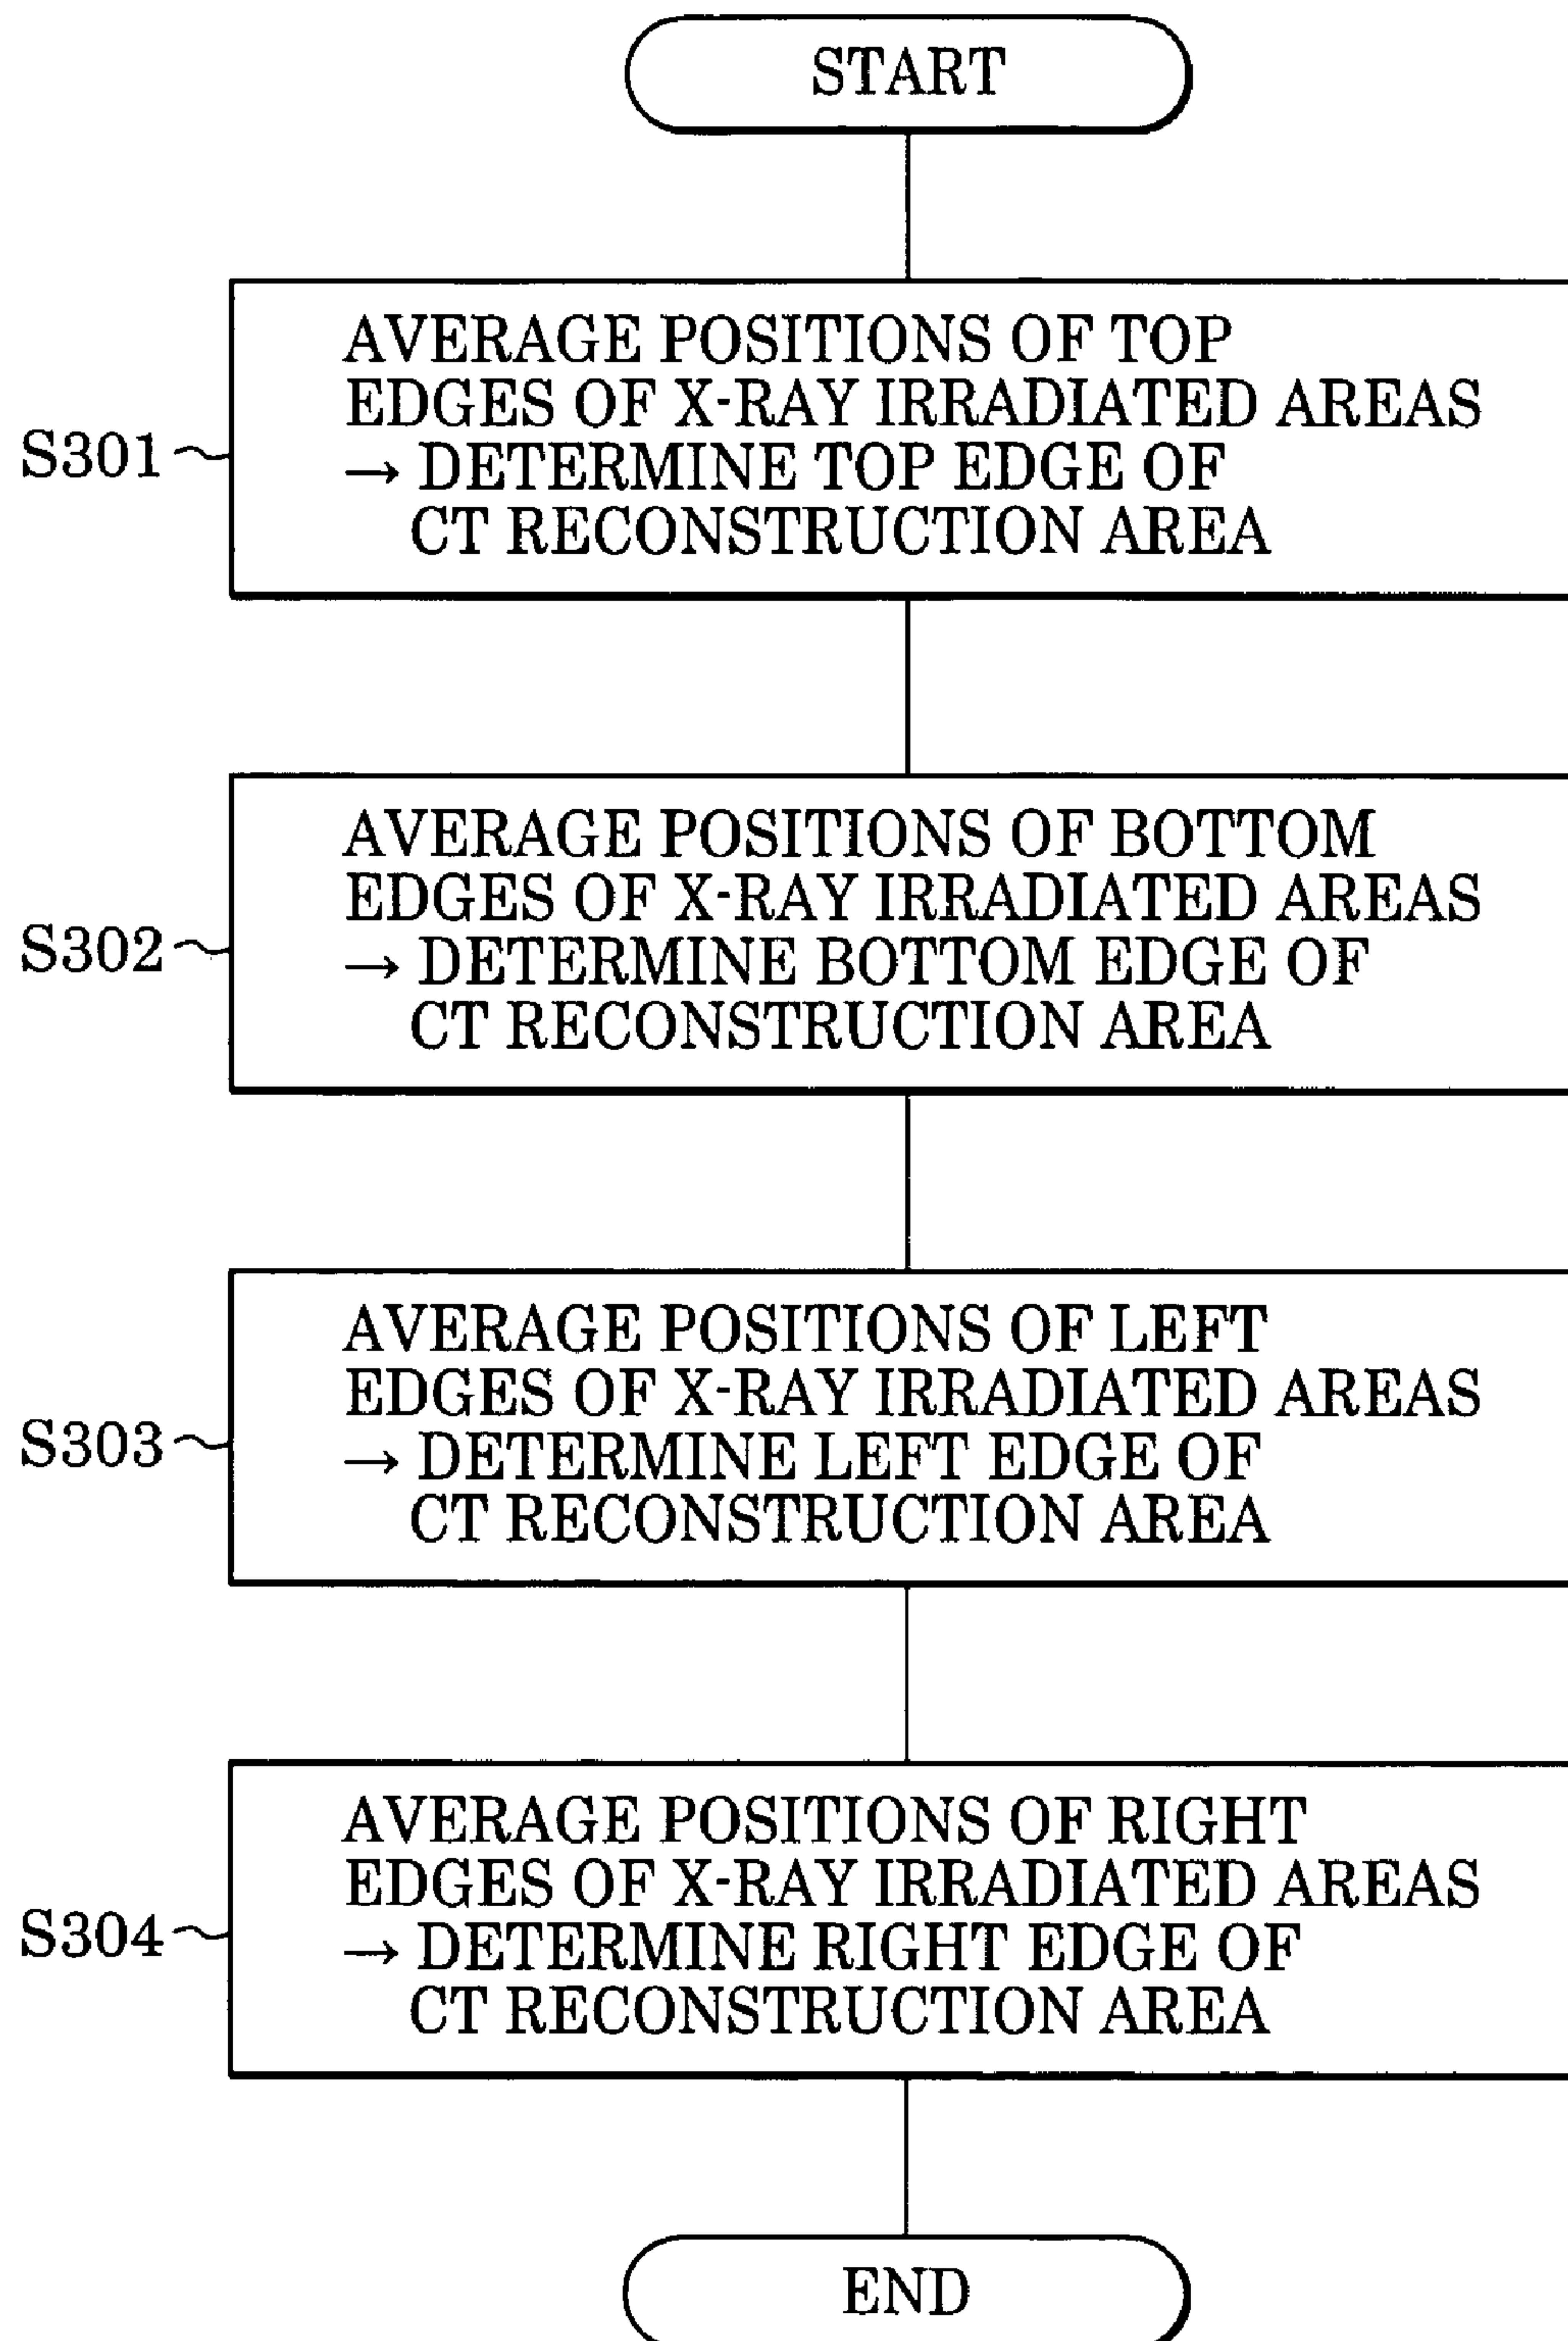 START
AVERAGE POSITIONS OF TOP
EDGES OF X-RAY IRRADIATED AREAS
S301
→ DETERMINE TOP EDGE OF
CT RECONSTRUCTION AREA
AVERAGE POSITIONS OF BOTTOM
EDGES OF X-RAY IRRADIATED AREAS
S302
→ DETERMINE BOTTOM EDGE OF
CT RECONSTRUCTION AREA
AVERAGE POSITIONS OF LEFT
EDGES OF X-RAY IRRADIATED AREAS
S303
→ DETERMINE LEFT EDGE OF
CT RECONSTRUCTION AREA
AVERAGE POSITIONS OF RIGHT
EDGES OF X-RAY IRRADIATED AREAS
S304
→ DETERMINE RIGHT EDGE OF
CT RECONSTRUCTION AREA
END